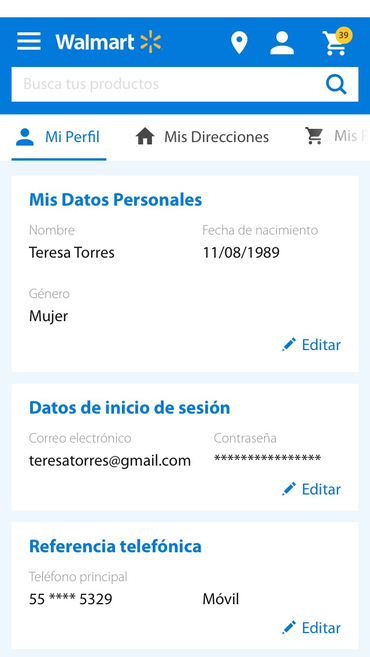 Walmart
39
Busca tus productos
Mi Perfil Mis Direcciones Mis
Mis Datos Personales
Nombre Fecha de nacimiento
Teresa Torres 11/08/1989
Género
Mujer
Editar
Datos de inicio de sesión
Correo electrónico Contraseña
teresatorres@gmail.com ****************
Editar
Referencia telefónica
Teléfono principal
55 **** 5329 Móvil
Editar